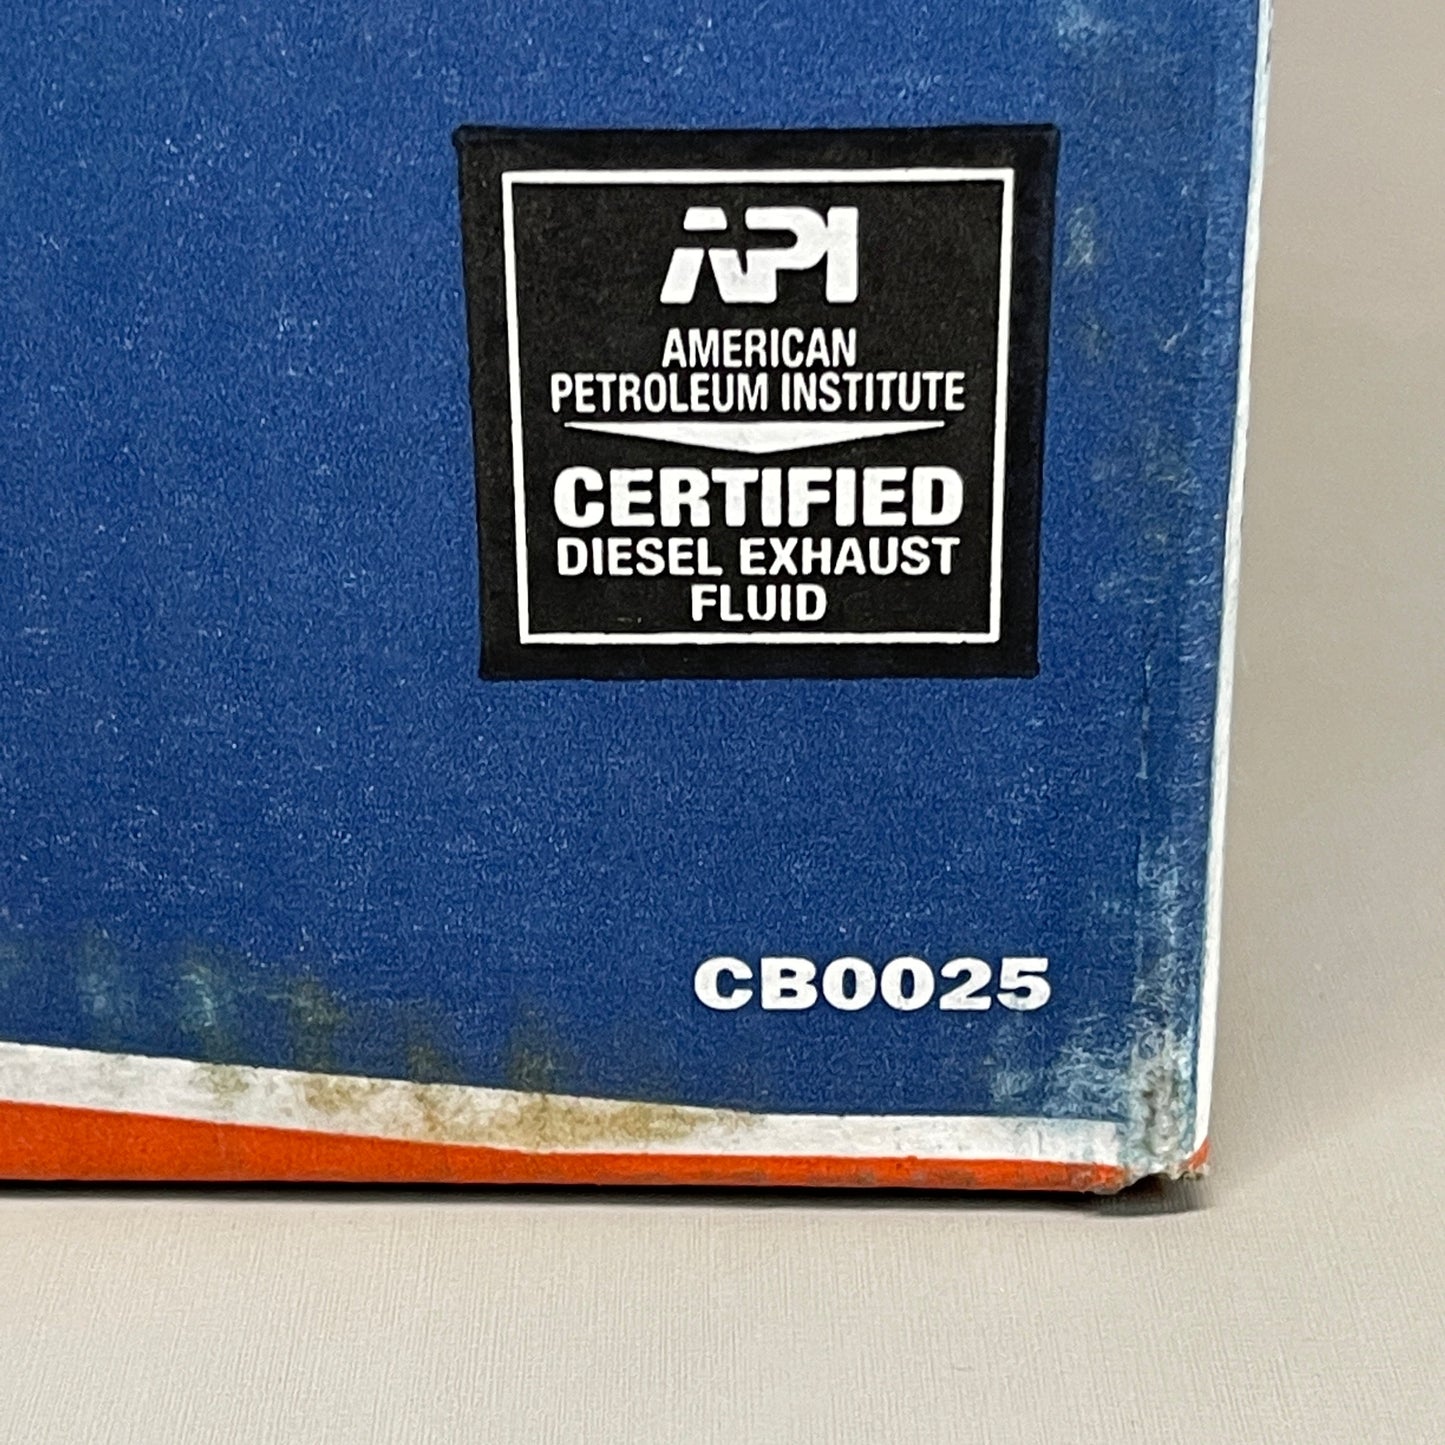 API
AMERICAN
PETROLEUM INSTITUTE
CERTIFIED
DIESEL EXHAUST
FLUID
CB0025